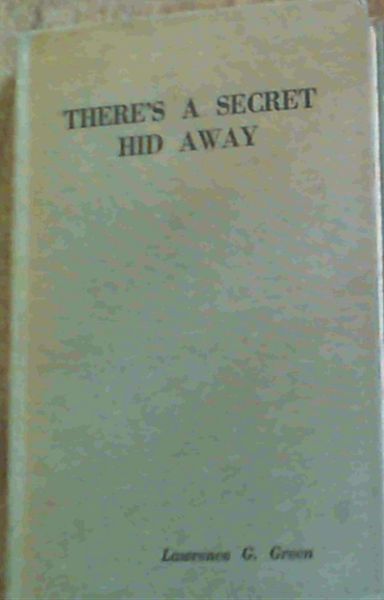 THERE'S A SECRET
HID AWAY
Lawrence G. Green